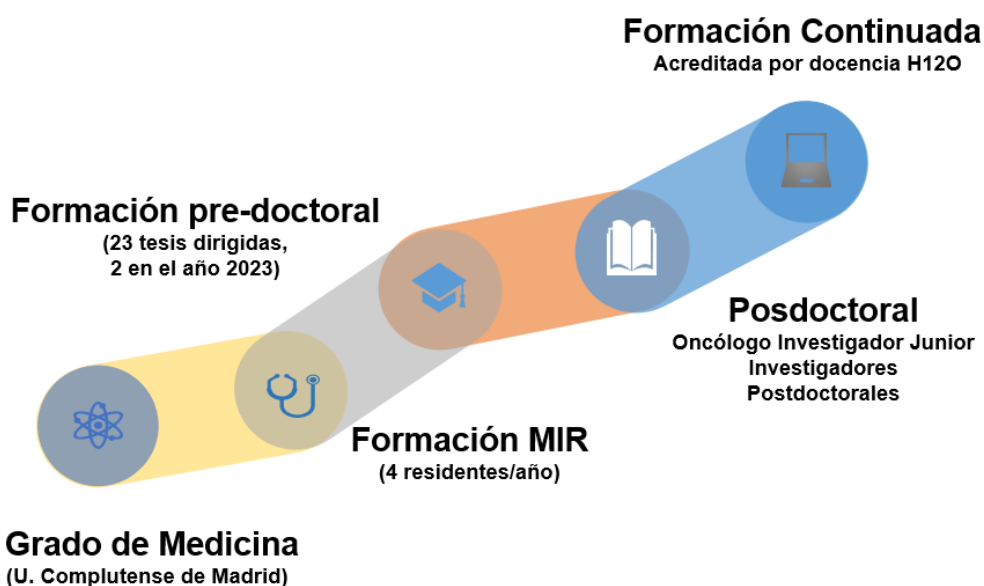 Formación Continuada
Acreditada por docencia H12O
Formación pre-doctoral
(23 tesis dirigidas,
2 en el año 2023)
Posdoctoral
Oncólogo Investigador Junior
Investigadores
Postdoctorales
Formación MIR
(4 residentes/año)
Grado de Medicina
(U. Complutense de Madrid)